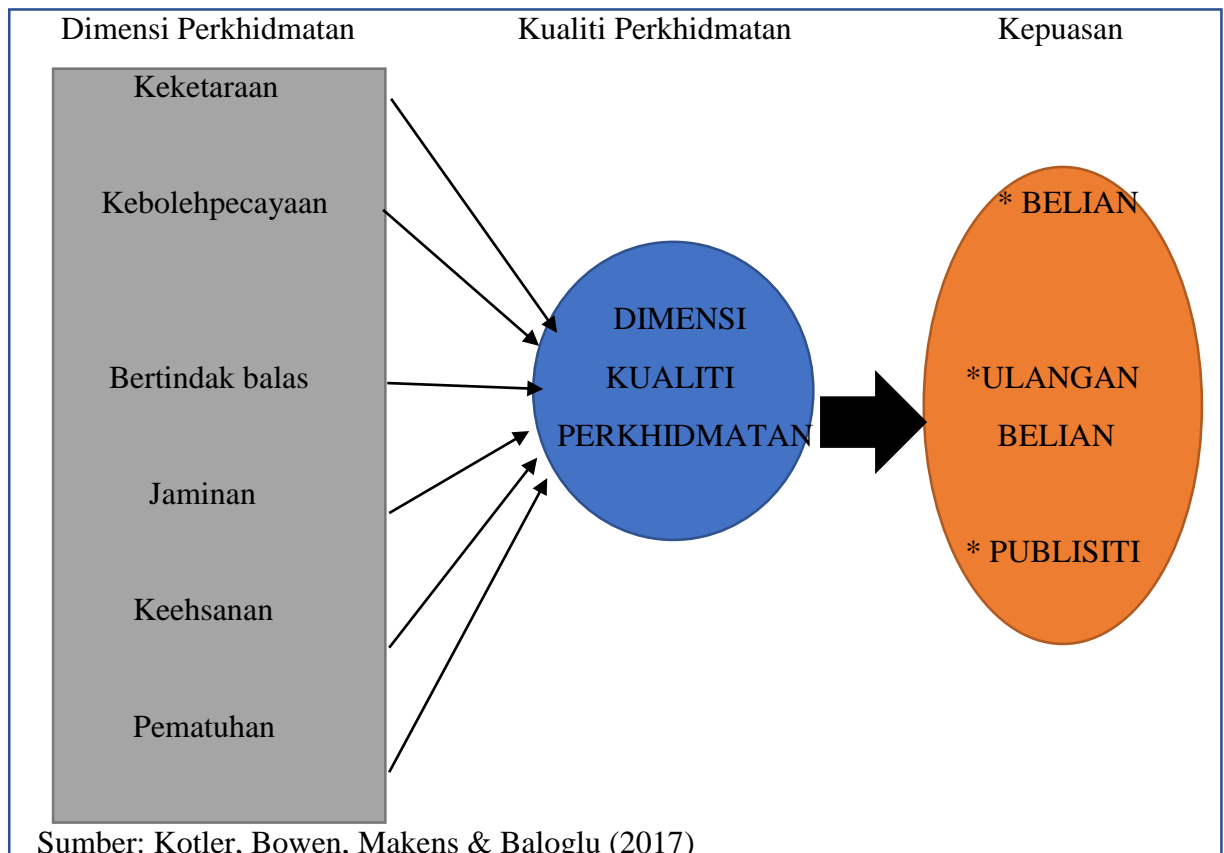 Dimensi Perkhidmatan
Kualiti Perkhidmatan
Kepuasan
Keketaraan
Kebolehpecayaan
Bertindak balas
Jaminan
Keehsanan
Pematuhan
DIMENSI
KUALITI
PERKHIDMATAN
* BELIAN
*ULANGAN
BELIAN
* PUBLISITI
Sumber: Kotler, Bowen, Makens & Baloglu (2017)